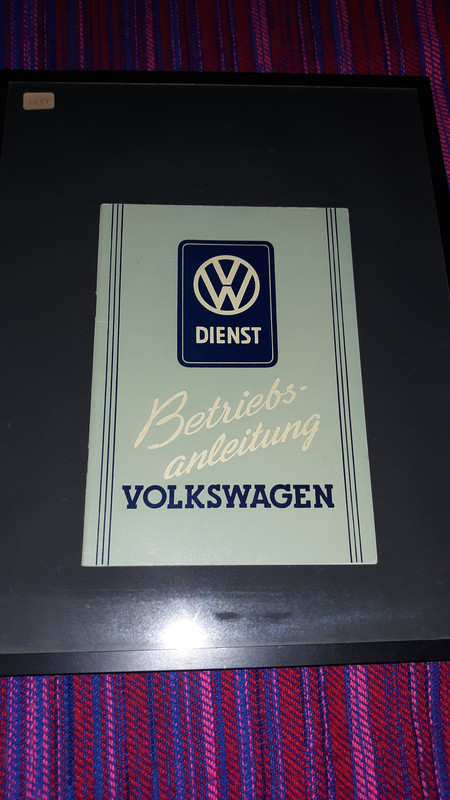 VW
DIENST
Betriebs-
anleitung
VOLKSWAGEN